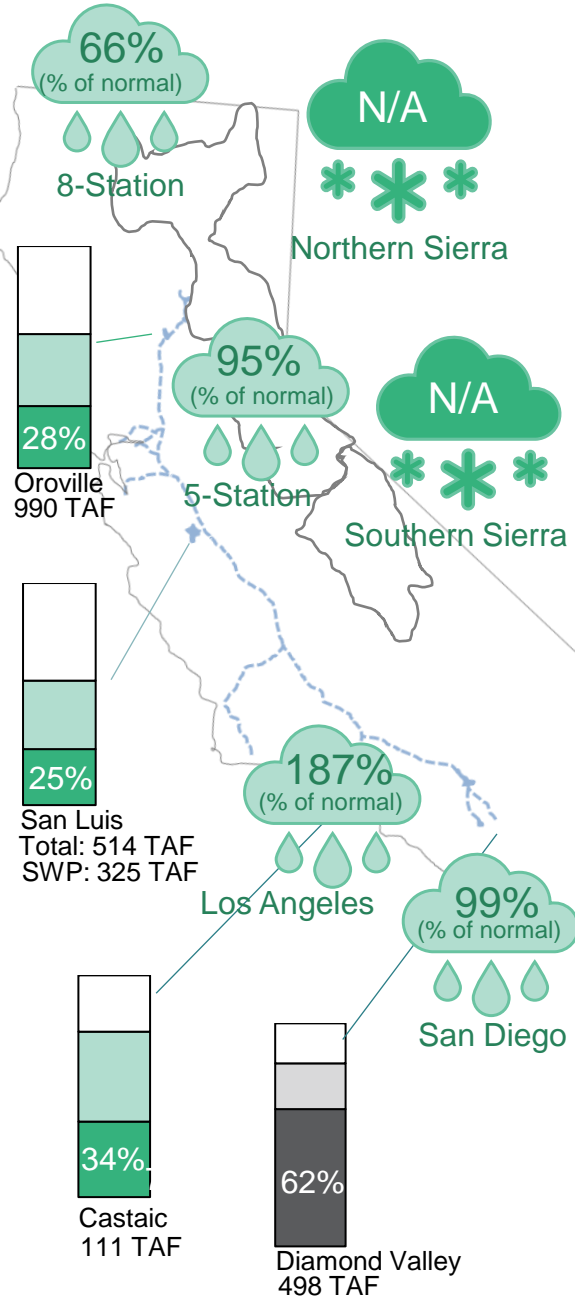 66%
(% of normal)
8-Station
N/A
Northern Sierra
28%
Oroville
990 TAF
95%
(% of normal)
5-Station
N/A
Southern Sierra
25%
San Luis
Total: 514 TAF
SWP: 325 TAF
187%
(% of normal)
Los Angeles
99%
(% of normal)
San Diego
34%
Castaic
111 TAF
62%
Diamond Valley
498 TAF